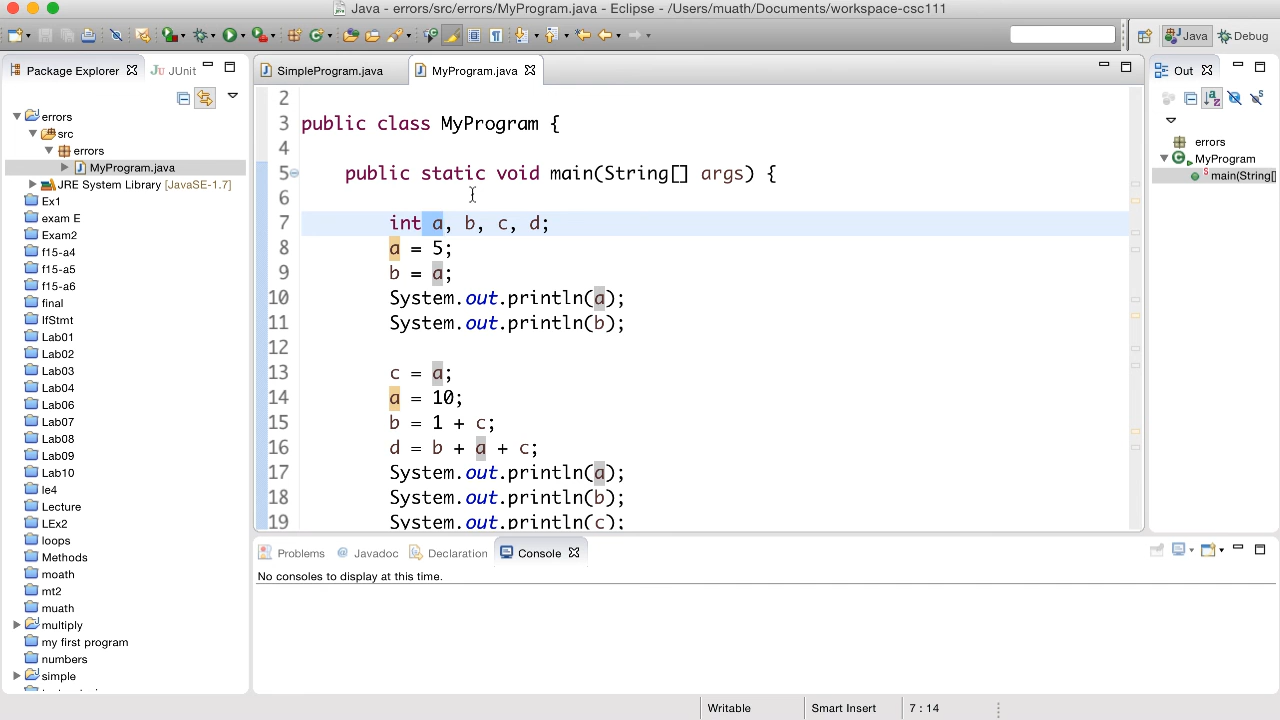 Java - errors/src/errors/MyProgram.java - Eclipse - /Users/muath/Documents/workspace-csc111
Java
Debug
Package Explorer
JUnit
SimpleProgram.java
MyProgram.java
Out
errors
src
errors
MyProgram.java
JRE System Library [JavaSE-1.7]
Ex1
exam E
Exam2
f15-a4
f15-a5
f15-a6
final
IfStmt
Lab01
Lab02
Lab03
Lab04
Lab06
Lab07
Lab08
Lab09
Lab10
le4
Lecture
LEx2
loops
Methods
moath
mt2
muath
multiply
my first program
numbers
simple
2
3 public class MyProgram {
4
5 public static void main(String[] args) {
6
7 int a, b, c, d;
8 a = 5;
9 b = a;
10 System.out.println(a);
11 System.out.println(b);
12
13 c = a;
14 a = 10;
15 b = 1 + c;
16 d = b + a + c;
17 System.out.println(a);
18 System.out.println(b);
19 System.out.println(c);
errors
MyProgram
main(String[]
Problems
Javadoc
Declaration
Console
No consoles to display at this time.
Writable
Smart Insert
7 : 14